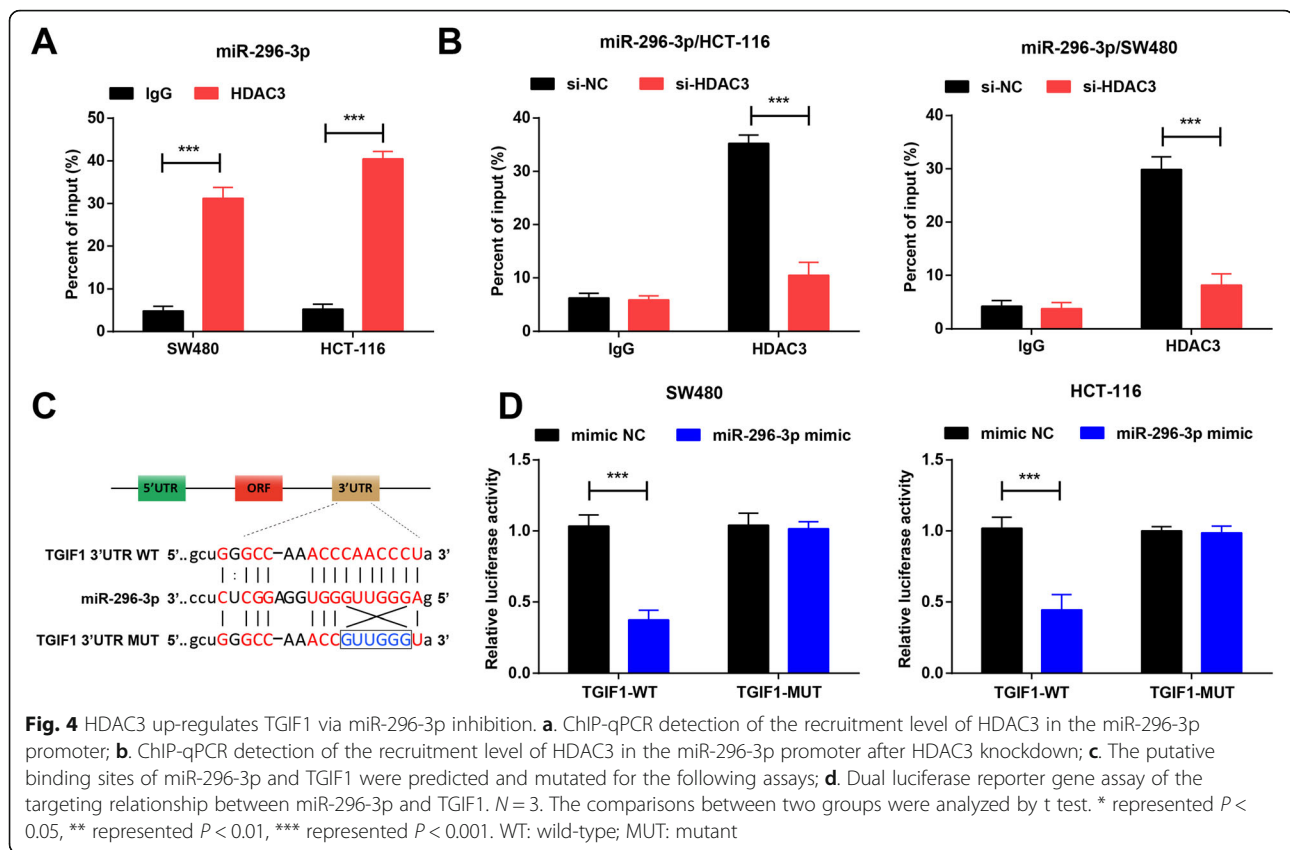 A
miR-296-3p
IgG HDAC3
Percent of input (%)
50
40
30
20
10
0
*** ***
SW480 HCT-116
B
miR-296-3p/HCT-116
si-NC si-HDAC3
Percent of input (%)
40
30
20
10
0
***
IgG HDAC3
miR-296-3p/SW480
si-NC si-HDAC3
Percent of input (%)
40
30
20
10
0
***
IgG HDAC3
C
5'UTR ORF 3'UTR
TGIF1 3'UTR WT 5'..gcuGGGCC-AAACCCAACCCUa 3'
| : | | | | | | | | | | | | |
miR-296-3p 3'..ccuCUCGGAGGUGGGUUGGGAg 5'
TGIF1 3'UTR MUT 5'..gcuGGGCC-AAACCGUUGGGUa 3'
D
SW480
mimic NC miR-296-3p mimic
Relative luciferase activity
1.5
1.0
0.5
0.0
***
TGIF1-WT TGIF1-MUT
HCT-116
mimic NC miR-296-3p mimic
Relative luciferase activity
1.5
1.0
0.5
0.0
***
TGIF1-WT TGIF1-MUT
Fig. 4 HDAC3 up-regulates TGIF1 via miR-296-3p inhibition. a. ChIP-qPCR detection of the recruitment level of HDAC3 in the miR-296-3p
promoter; b. ChIP-qPCR detection of the recruitment level of HDAC3 in the miR-296-3p promoter after HDAC3 knockdown; c. The putative
binding sites of miR-296-3p and TGIF1 were predicted and mutated for the following assays; d. Dual luciferase reporter gene assay of the
targeting relationship between miR-296-3p and TGIF1. N = 3. The comparisons between two groups were analyzed by t test. * represented P <
0.05, ** represented P < 0.01, *** represented P < 0.001. WT: wild-type; MUT: mutant